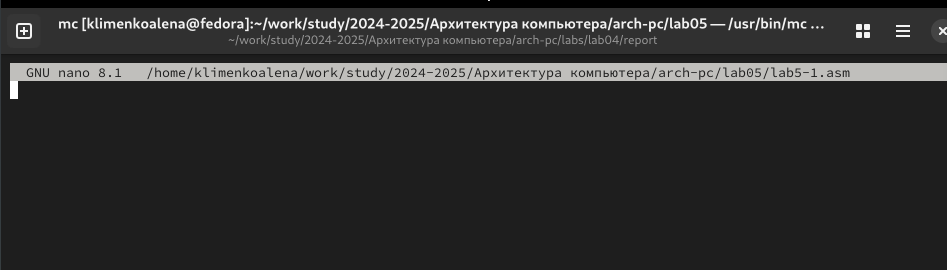 mc [klimenkoalena@fedora]:~/work/study/2024-2025/Архитектура компьютера/arch-pc/lab05 — /usr/bin/mc ...
~/work/study/2024-2025/Архитектура компьютера/arch-pc/labs/lab04/report
GNU nano 8.1 /home/klimenkoalena/work/study/2024-2025/Архитектура компьютера/arch-pc/lab05/lab5-1.asm